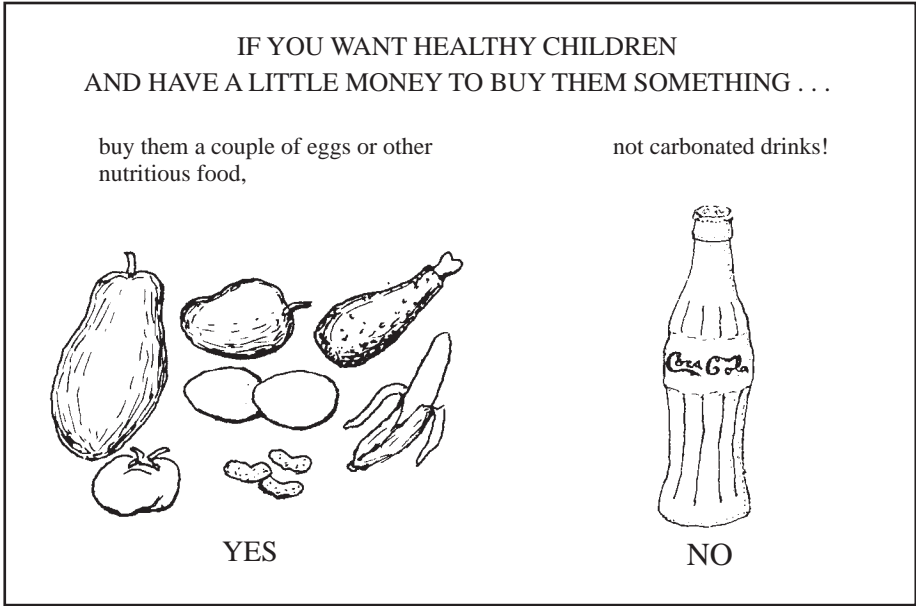 IF YOU WANT HEALTHY CHILDREN
AND HAVE A LITTLE MONEY TO BUY THEM SOMETHING . . .
buy them a couple of eggs or other
nutritious food,
not carbonated drinks!
Coca Cola
YES
NO